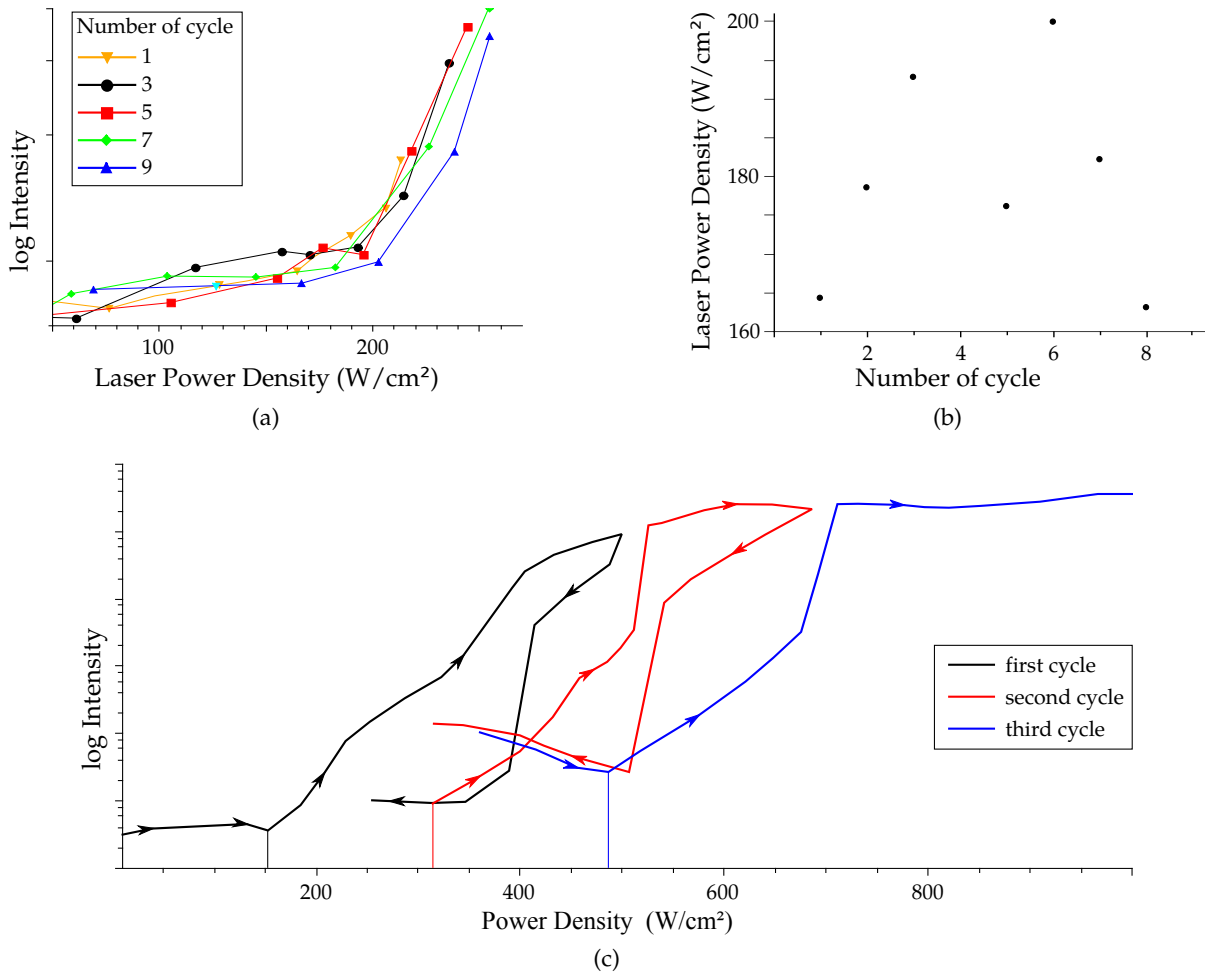 Number of cycle
1
3
5
7
9
log Intensity
100
200
Laser Power Density (W/cm²)
(a)
200
180
160
Laser Power Density (W/cm²)
2
4
6
8
Number of cycle
(b)
log Intensity
first cycle
second cycle
third cycle
200
400
600
800
Power Density (W/cm²)
(c)